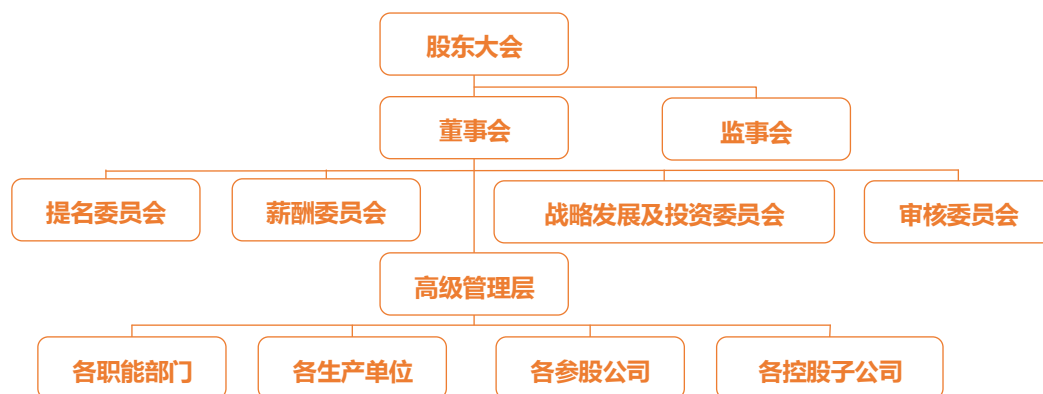 股东大会
董事会
监事会
提名委员会
薪酬委员会
战略发展及投资委员会
审核委员会
高级管理层
各职能部门
各生产单位
各参股公司
各控股子公司